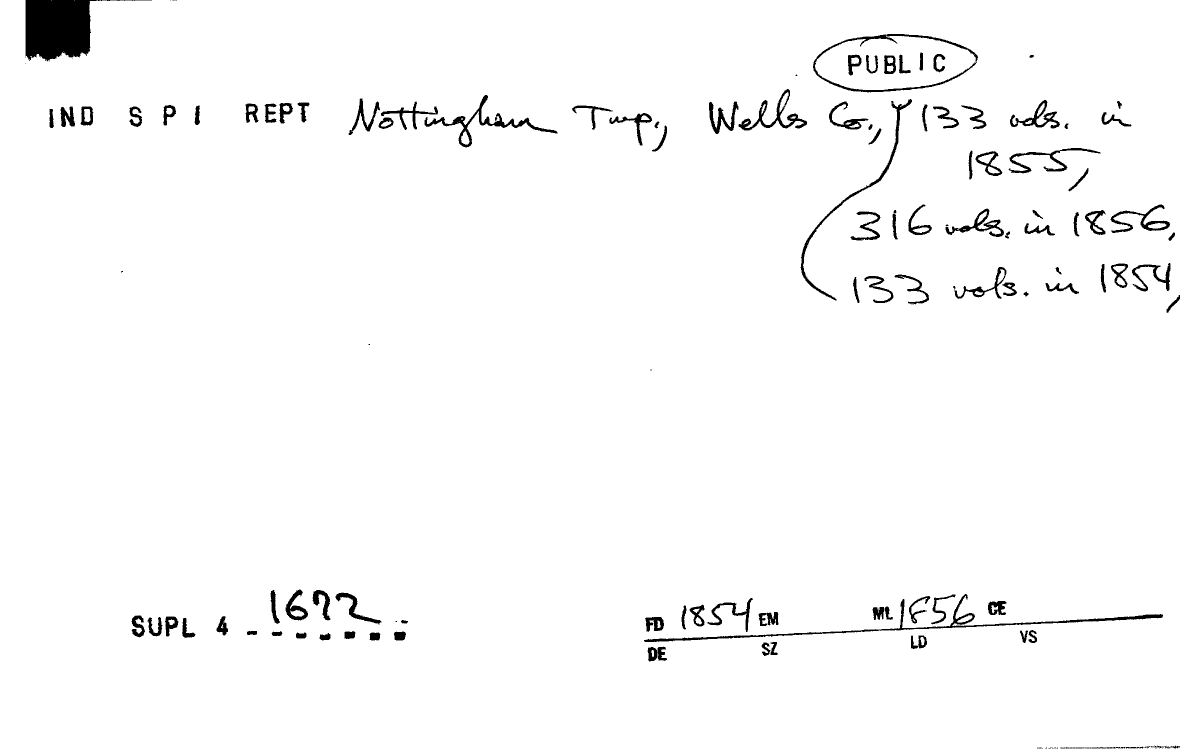 PUBLIC
IND S P I REPT Nottingham Twp., Wells Co., 133 vols. in
1855,
316 vols. in 1856,
133 vols. in 1854,
SUPL 4 1672
FD 1854 EM ML 1856 CE
DE SZ LD VS